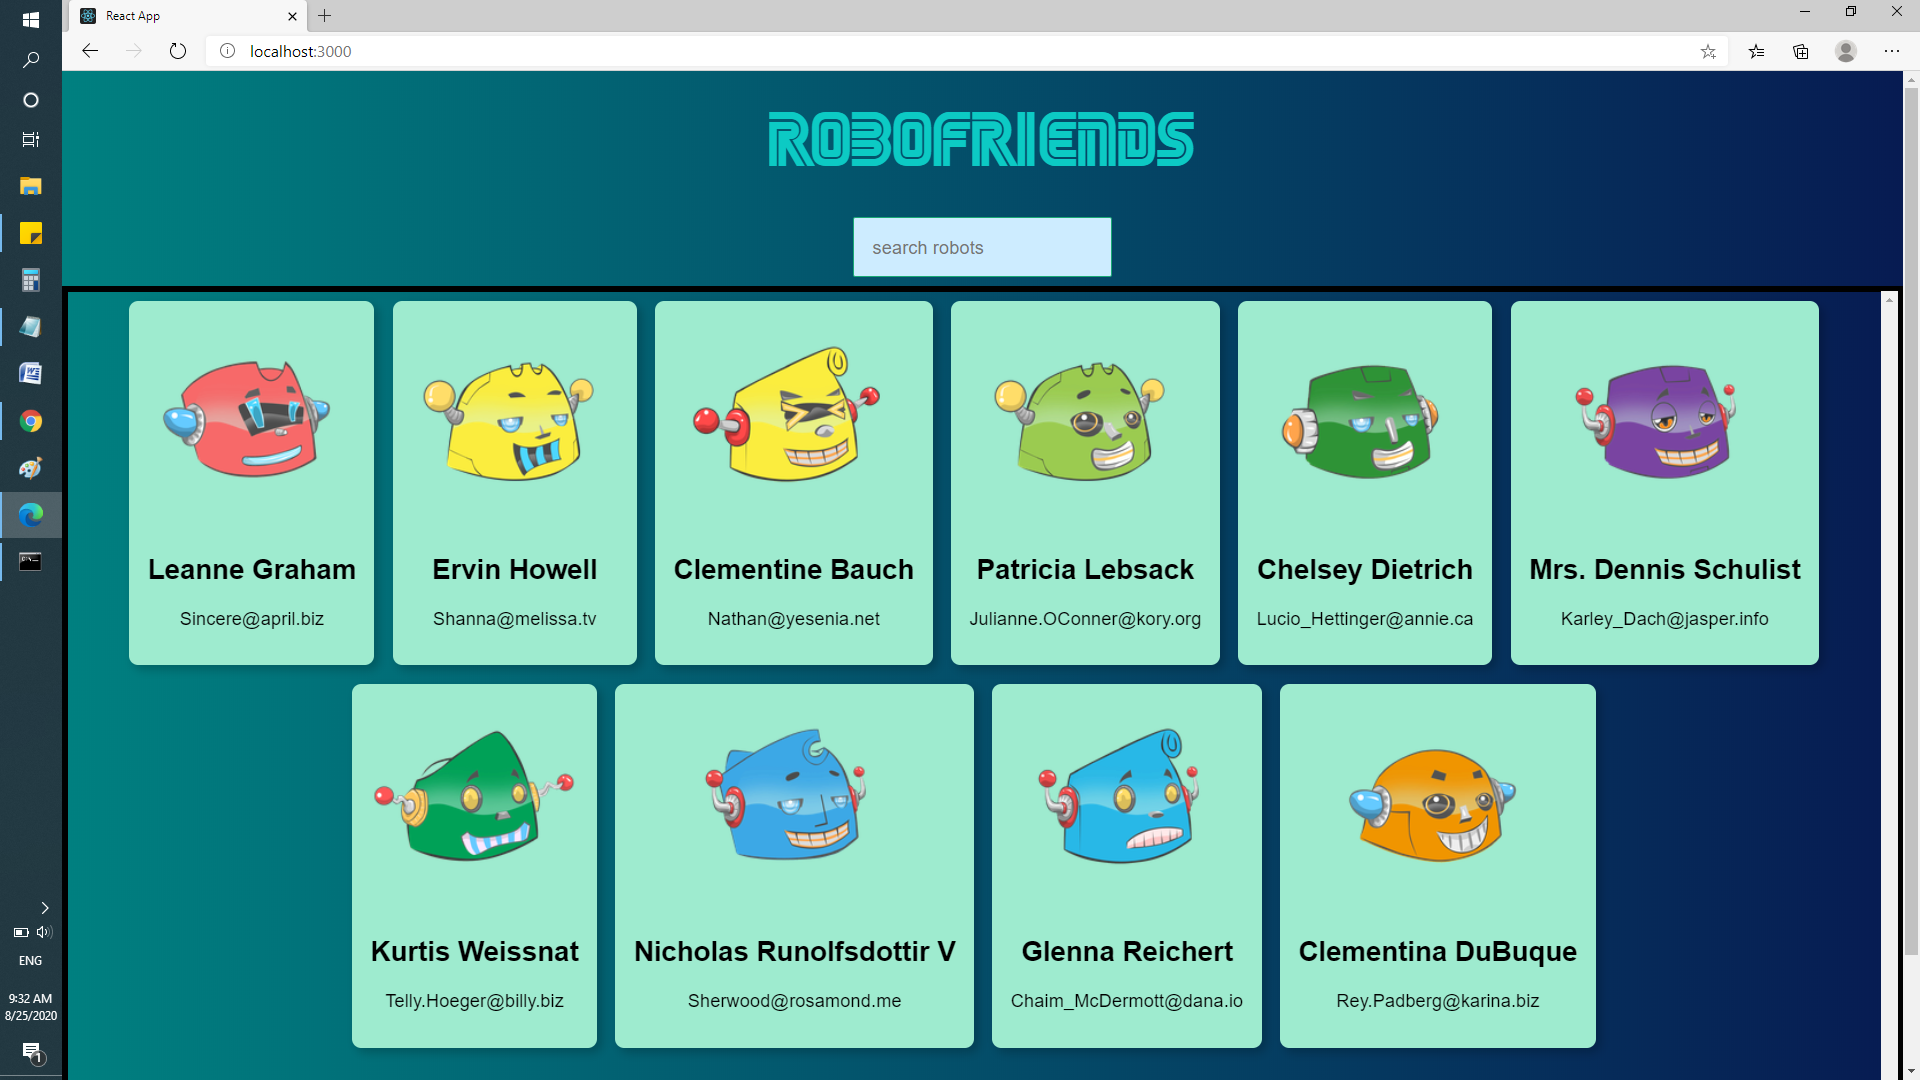 React App
localhost:3000
ROBOFRIENDS
search robots
Leanne Graham
Sincere@april.biz
Ervin Howell
Shanna@melissa.tv
Clementine Bauch
Nathan@yesenia.net
Patricia Lebsack
Julianne.OConner@kory.org
Chelsey Dietrich
Lucio_Hettinger@annie.ca
Mrs. Dennis Schulist
Karley_Dach@jasper.info
Kurtis Weissnat
Telly.Hoeger@billy.biz
Nicholas Runolfsdottir V
Sherwood@rosamond.me
Glenna Reichert
Chaim_McDermott@dana.io
Clementina DuBuque
Rey.Padberg@karina.biz
ENG
9:32 AM
8/25/2020
1